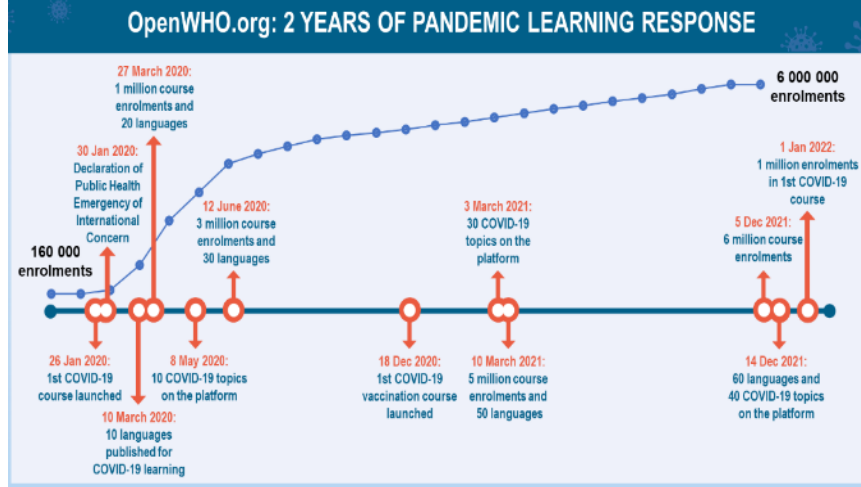 OpenWHO.org: 2 YEARS OF PANDEMIC LEARNING RESPONSE
27 March 2020:
1 million course
enrolments and
20 languages
6 000 000
enrolments
30 Jan 2020:
Declaration of
Public Health
Emergency of
International
Concern
1 Jan 2022:
1 million enrolments
in 1st COVID-19
course
12 June 2020:
3 million course
enrolments and
30 languages
3 March 2021:
30 COVID-19
topics on the
platform
5 Dec 2021:
6 million course
enrolments
160 000
enrolments
26 Jan 2020:
1st COVID-19
course launched
8 May 2020:
10 COVID-19 topics
on the platform
18 Dec 2020:
1st COVID-19
vaccination course
launched
10 March 2021:
5 million course
enrolments and
50 languages
14 Dec 2021:
60 languages and
40 COVID-19 topics
on the platform
10 March 2020:
10 languages
published for
COVID-19 learning